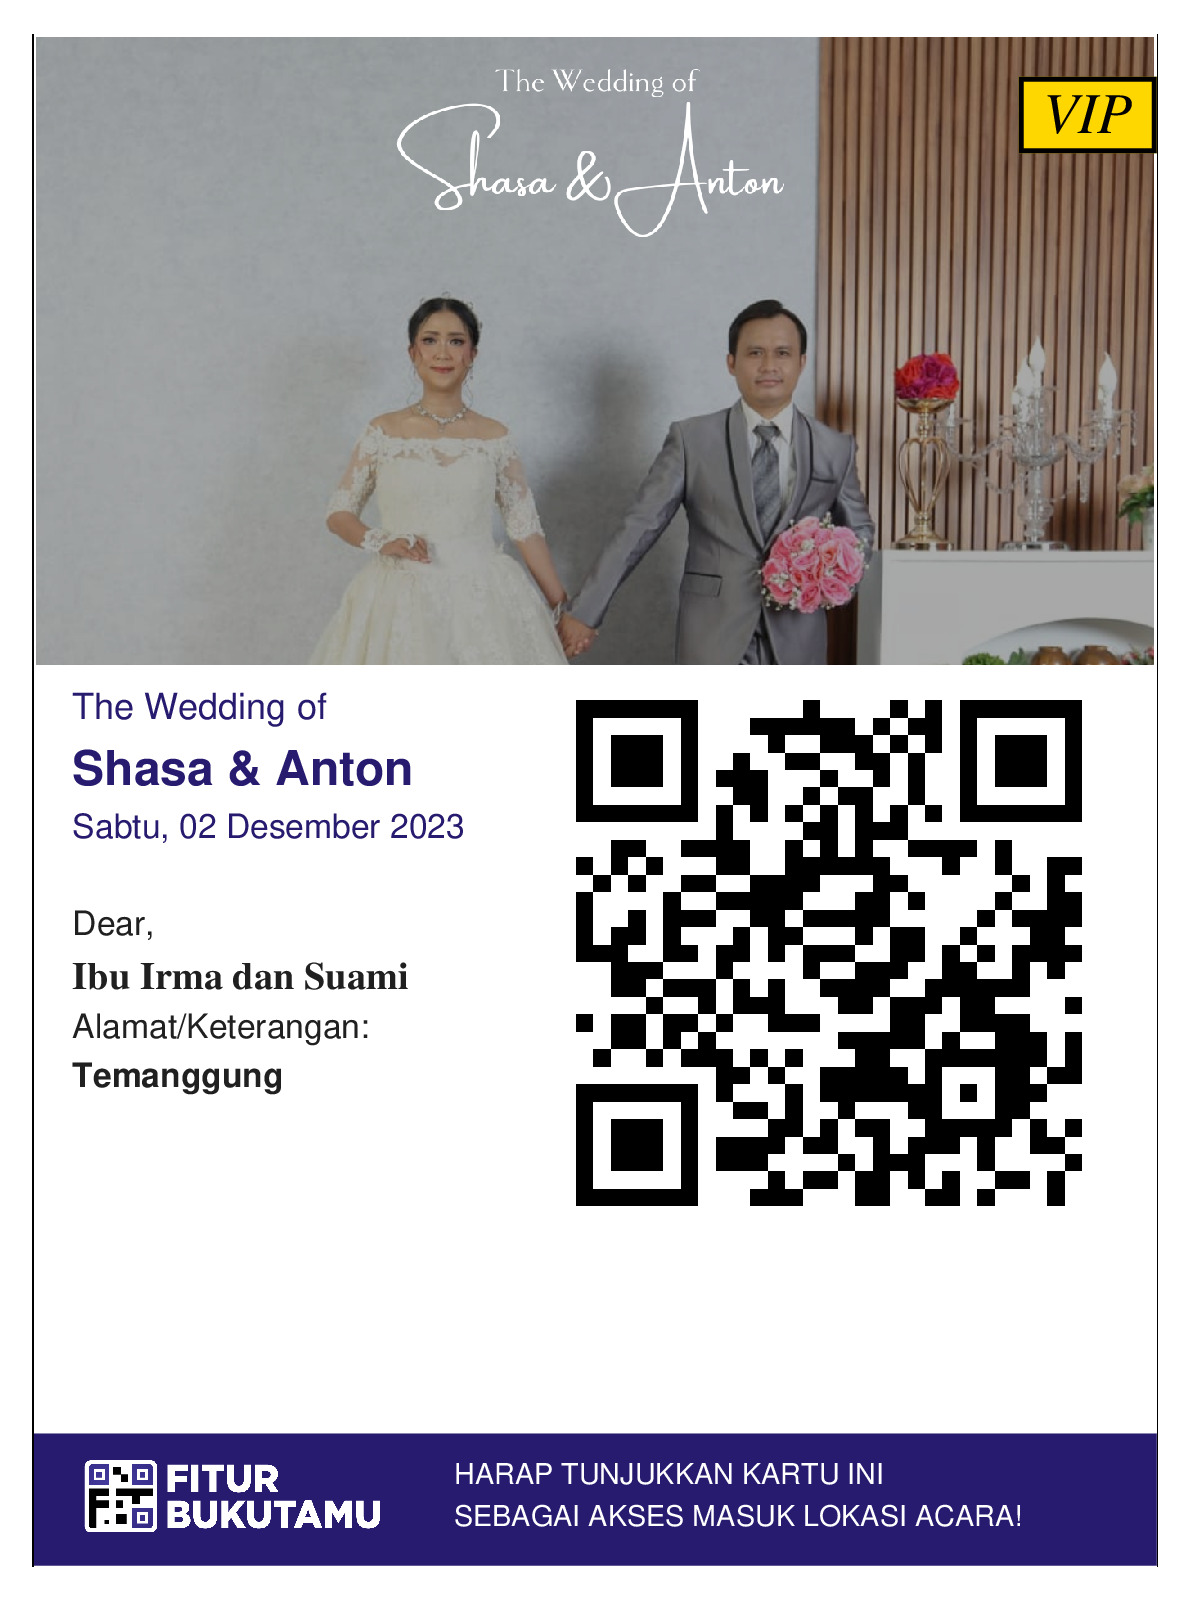 The Wedding of
Shasa & Anton
VIP
The Wedding of
Shasa & Anton
Sabtu, 02 Desember 2023
Dear,
Ibu Irma dan Suami
Alamat/Keterangan:
Temanggung
FITUR
BUKUTAMU
HARAP TUNJUKKAN KARTU INI
SEBAGAI AKSES MASUK LOKASI ACARA!